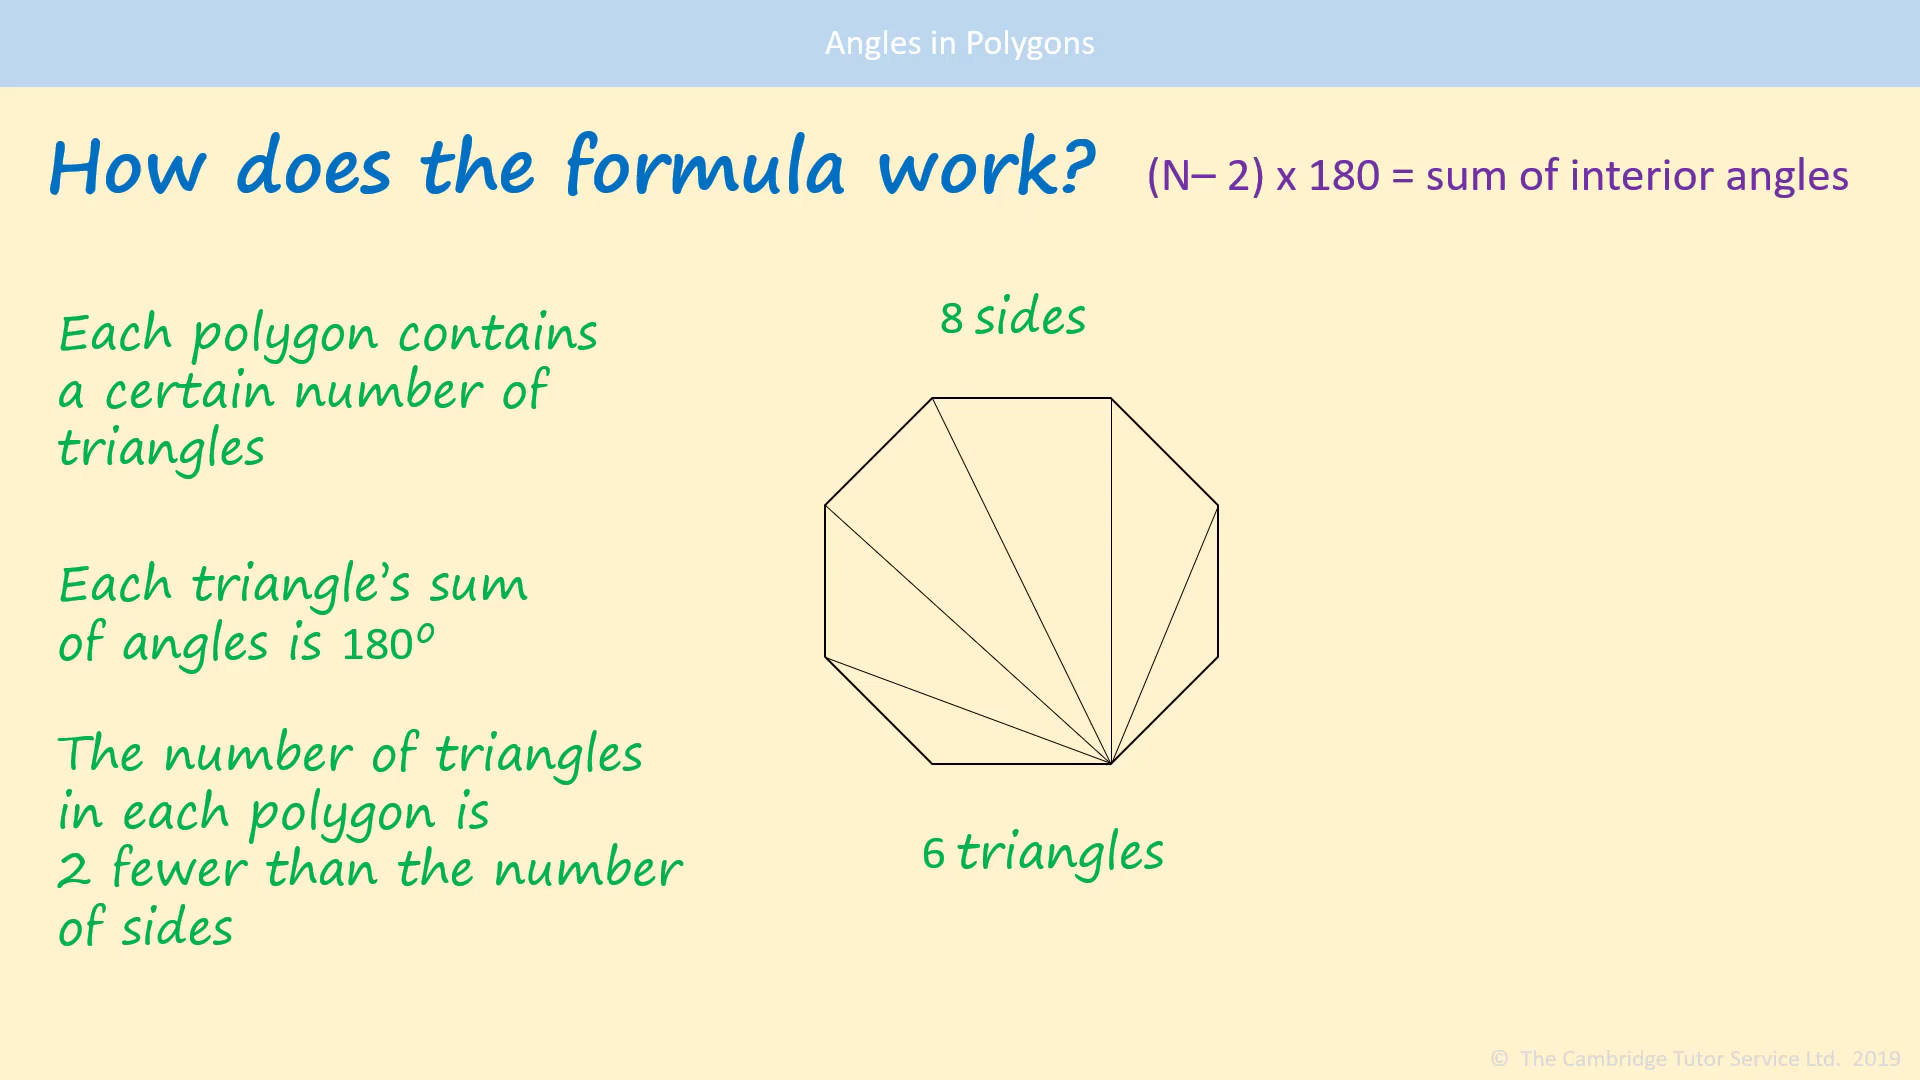 Angles in Polygons
How does the formula work?
(N– 2) x 180 = sum of interior angles
Each polygon contains
a certain number of
triangles
Each triangle’s sum
of angles is 180º
The number of triangles
in each polygon is
2 fewer than the number
of sides
8 sides
6 triangles
© The Cambridge Tutor Service Ltd. 2019